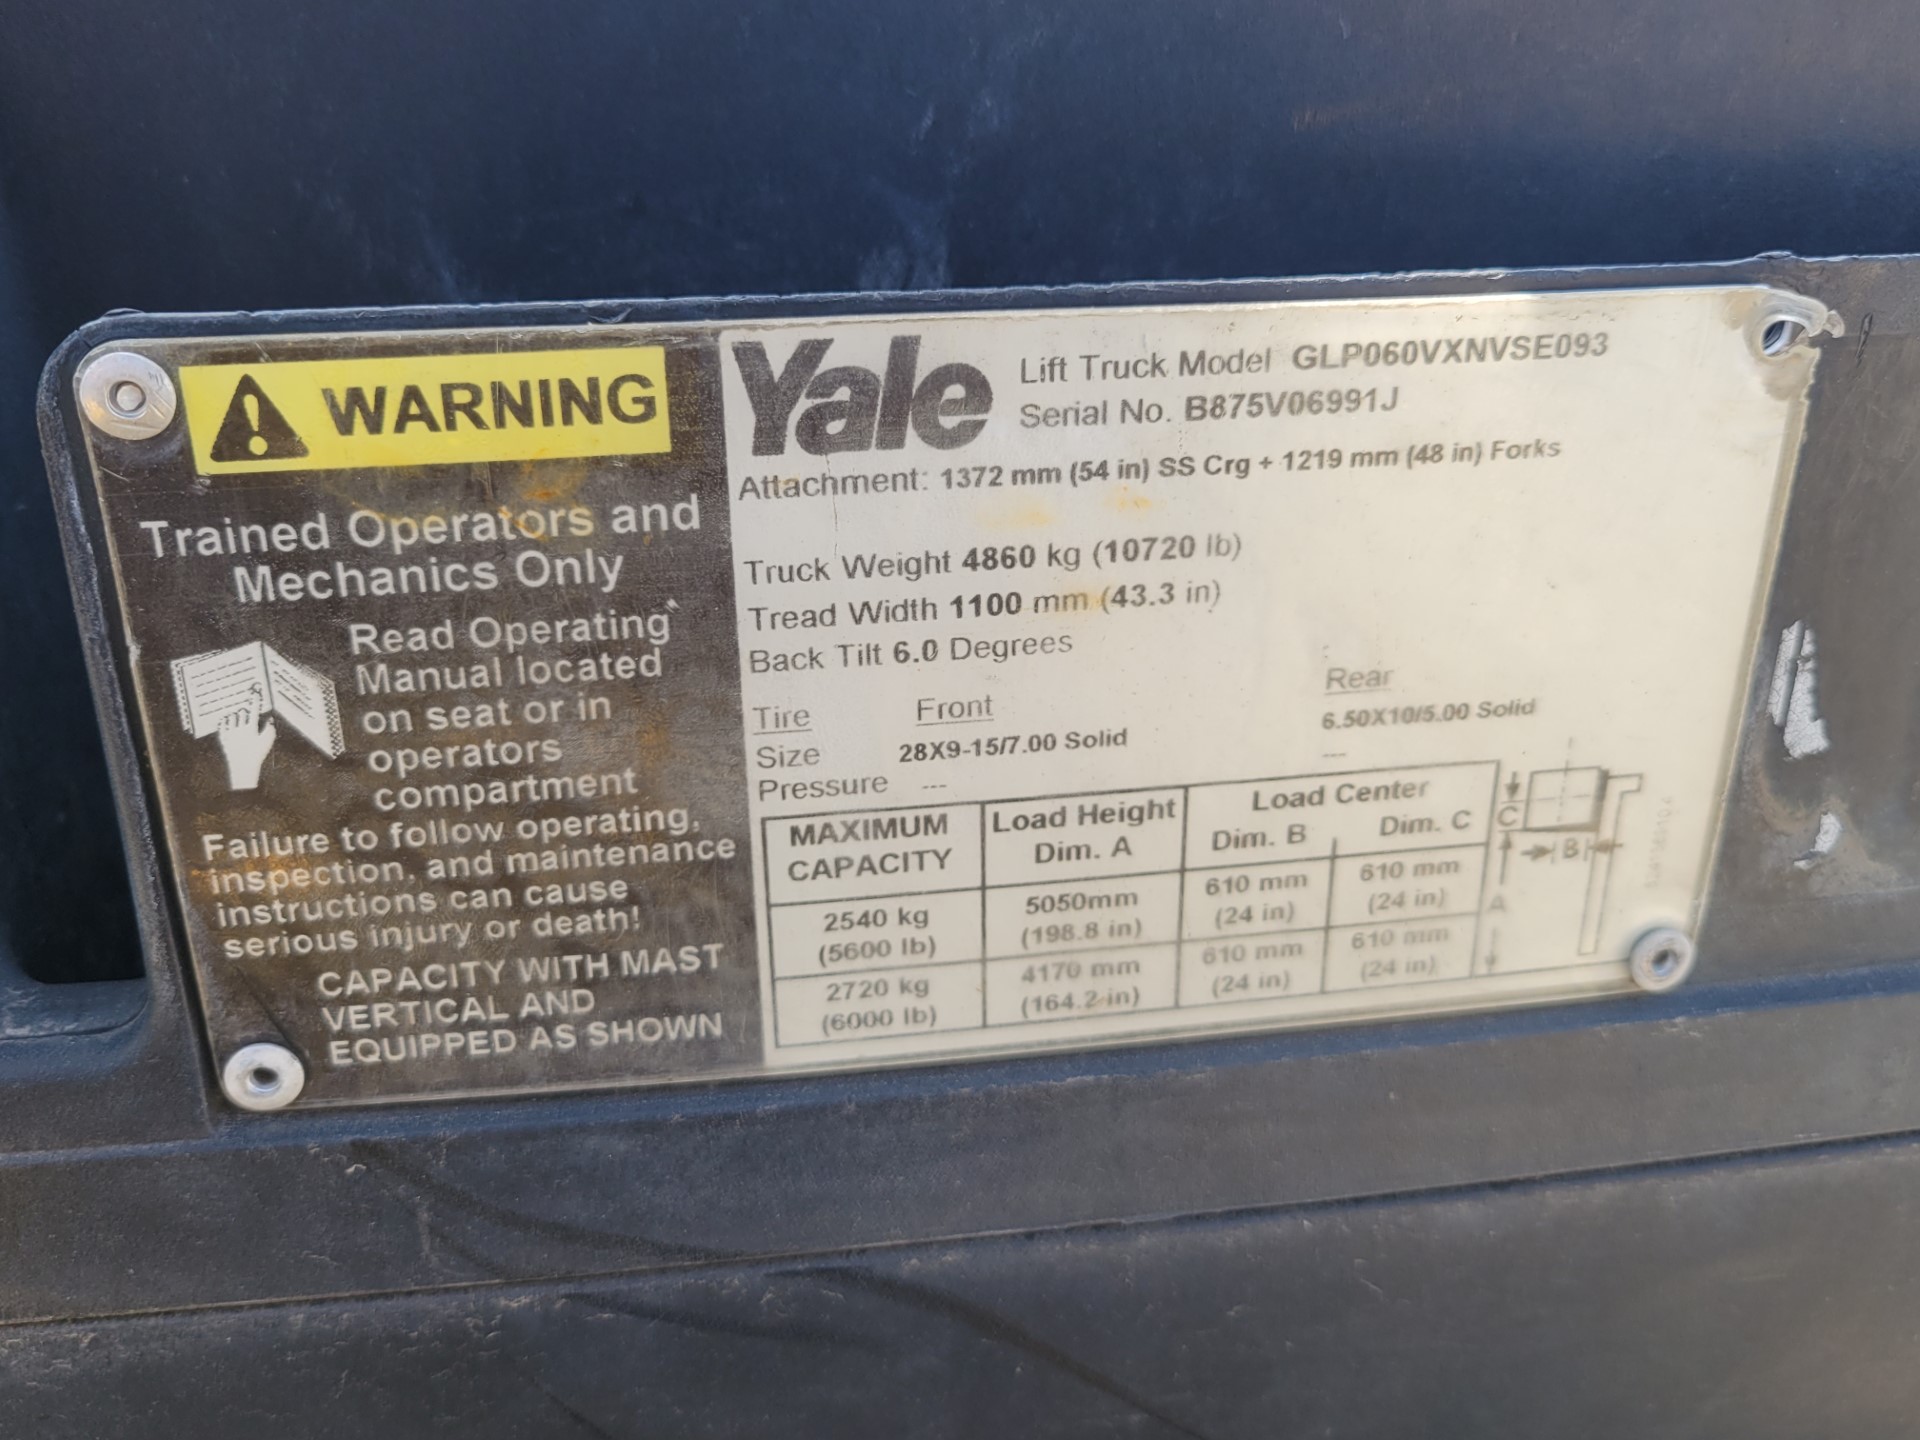 WARNING
Trained Operators and
Mechanics Only
Read Operating
Manual located
on seat or in
operators
compartment
Failure to follow operating,
inspection, and maintenance
instructions can cause
serious injury or death!
CAPACITY WITH MAST
VERTICAL AND
EQUIPPED AS SHOWN
Yale
Lift Truck Model GLP060VXNVSE093
Serial No. B875V06991J
Attachment: 1372 mm (54 in) SS Crg + 1219 mm (48 in) Forks
Truck Weight 4860 kg (10720 lb)
Tread Width 1100 mm (43.3 in)
Back Tilt 6.0 Degrees
Tire Front Rear
Size 28X9-15/7.00 Solid 6.50X10/5.00 Solid
Pressure --- ---
MAXIMUM Load Height Load Center
CAPACITY Dim. A Dim. B Dim. C
2540 kg 5050mm 610 mm 610 mm
(5600 lb) (198.8 in) (24 in) (24 in)
2720 kg 4170 mm 610 mm 610 mm
(6000 lb) (164.2 in) (24 in) (24 in)
C
B
A